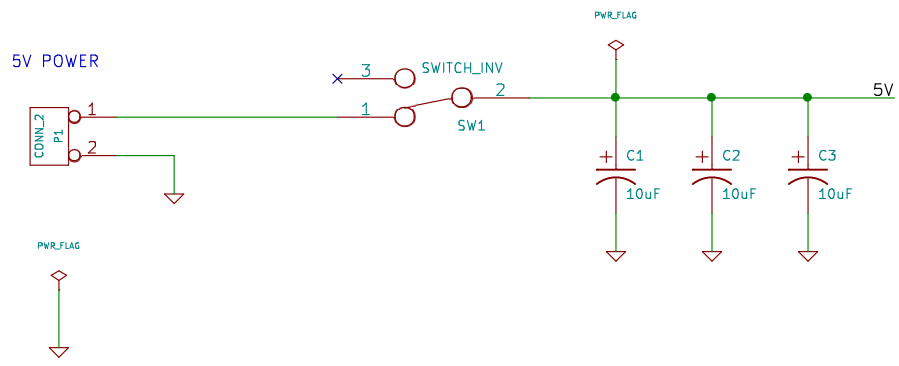 PWR_FLAG
5V POWER
3
SWITCH_INV
2
5V
1
1
SW1
CONN_2
P1
2
+
C1
+
C2
+
C3
10uF
10uF
10uF
PWR_FLAG